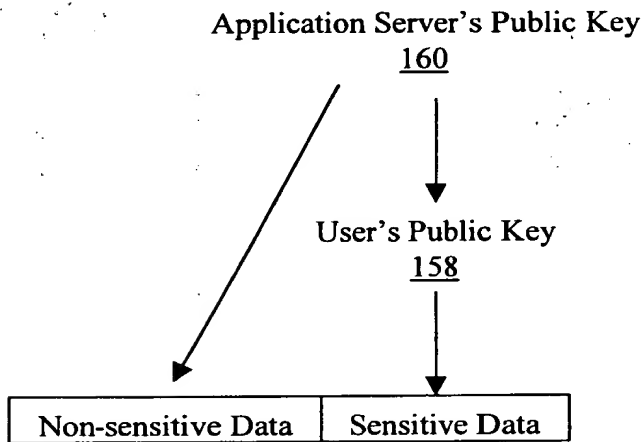 Application Server's Public Key
160
User's Public Key
158
Non-sensitive Data
Sensitive Data